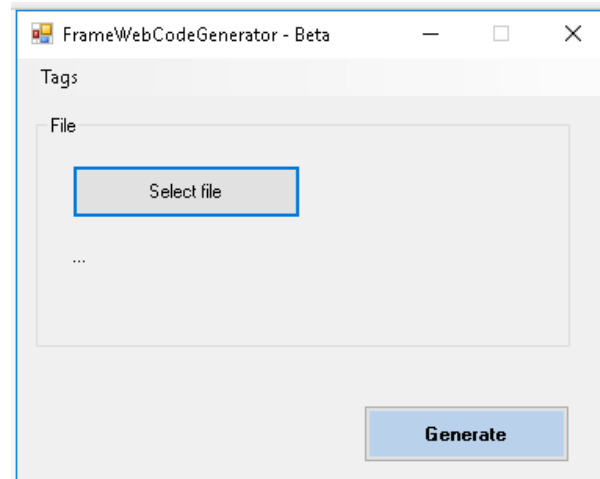 FrameWebCodeGenerator - Beta
Tags
File
Select file
...
Generate